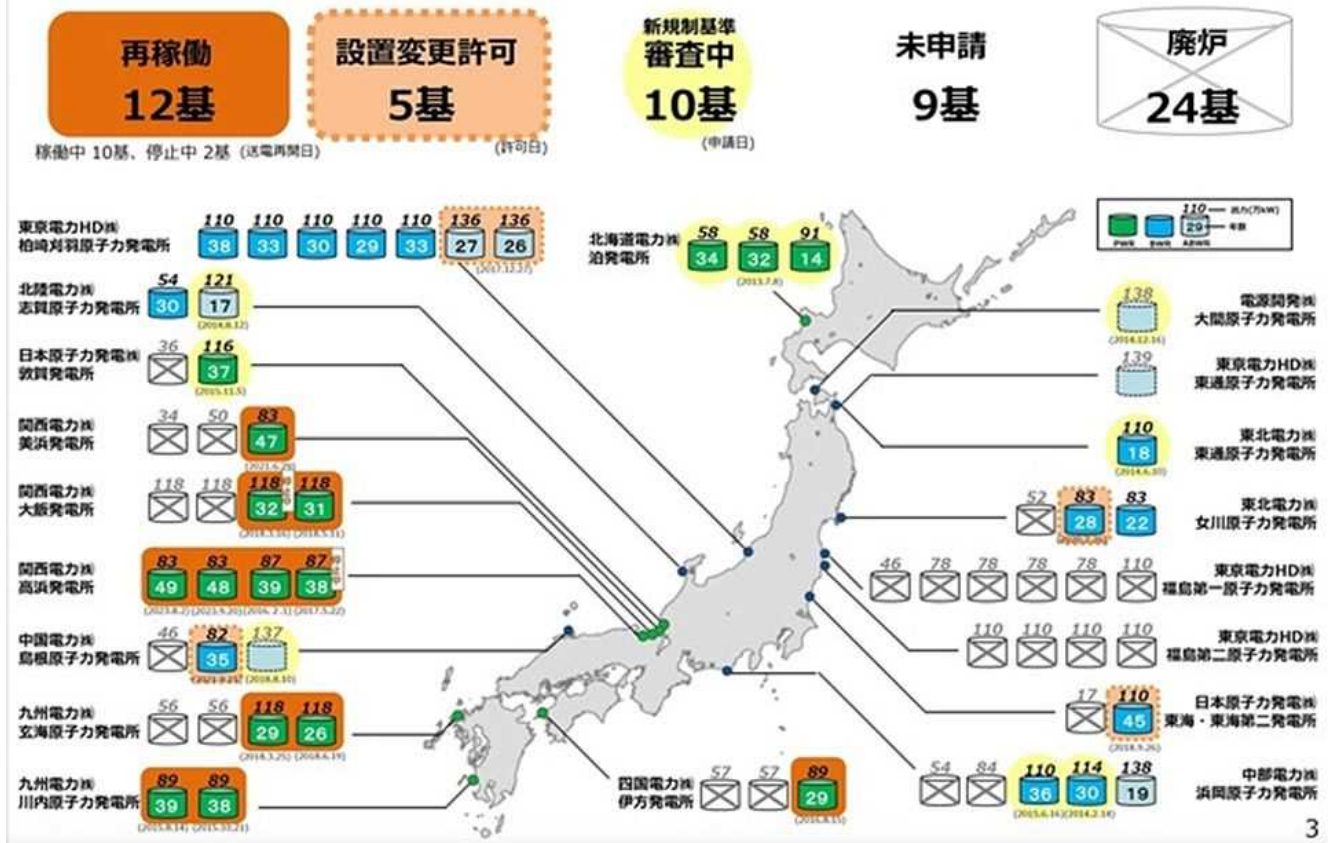 再稼働
12基
設置変更許可
5基
新規制基準
審査中
10基
未申請
9基
廃炉
24基
稼働中 10基、停止中 2基 (送電再開日)
(許可日)
(申請日)
東京電力HD㈱
柏崎刈羽原子力発電所
110 110 110 110 110 136 136
38 33 30 29 33 27 26
(2017.12.27)
北海道電力㈱
泊発電所
58 58 91
34 32 14
(2013.7.8)
110 出力(万kW)
29 年数
PWR BWR ABWR
北陸電力㈱
志賀原子力発電所
54 121
30 17
(2014.8.12)
電源開発㈱
大間原子力発電所
138
(2014.12.16)
日本原子力発電㈱
敦賀発電所
36 116
37
(2015.11.5)
東京電力HD㈱
東通原子力発電所
139
関西電力㈱
美浜発電所
34 50 83
47
東北電力㈱
東通原子力発電所
110
18
(2014.6.10)
関西電力㈱
大飯発電所
118 118 118 118
32 31
東北電力㈱
女川原子力発電所
52 83 83
28 22
関西電力㈱
高浜発電所
83 83 87 87
49 48 39 38
東京電力HD㈱
福島第一原子力発電所
46 78 78 78 78 110
中国電力㈱
島根原子力発電所
46 82 137
35
(2018.8.10)
東京電力HD㈱
福島第二原子力発電所
110 110 110 110
九州電力㈱
玄海原子力発電所
56 56 118 118
29 26
(2018.3.25) (2018.6.19)
日本原子力発電㈱
東海・東海第二発電所
17 110
45
(2018.9.26)
九州電力㈱
川内原子力発電所
89 89
39 38
(2015.8.14) (2015.10.21)
四国電力㈱
伊方発電所
57 57 89
29
(2016.8.15)
中部電力㈱
浜岡原子力発電所
54 84 110 114 138
36 30 19
(2015.6.16)(2014.2.14)
3